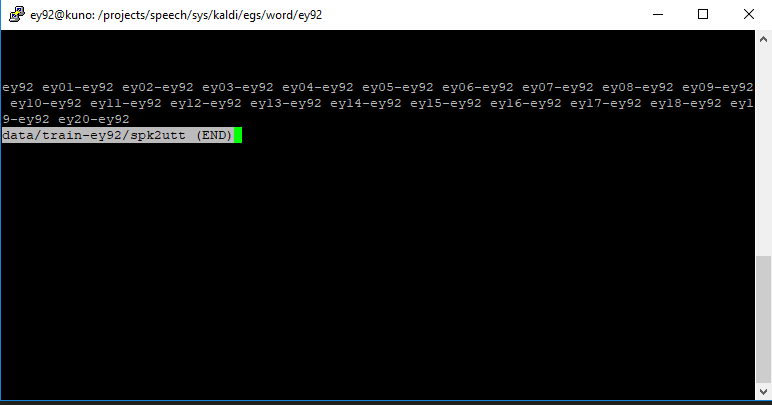 ey92@kuno: /projects/speech/sys/kaldi/egs/word/ey92
ey92 ey01-ey92 ey02-ey92 ey03-ey92 ey04-ey92 ey05-ey92 ey06-ey92 ey07-ey92 ey08-ey92 ey09-ey92
ey10-ey92 ey11-ey92 ey12-ey92 ey13-ey92 ey14-ey92 ey15-ey92 ey16-ey92 ey17-ey92 ey18-ey92 ey1
9-ey92 ey20-ey92
data/train-ey92/spk2utt (END)